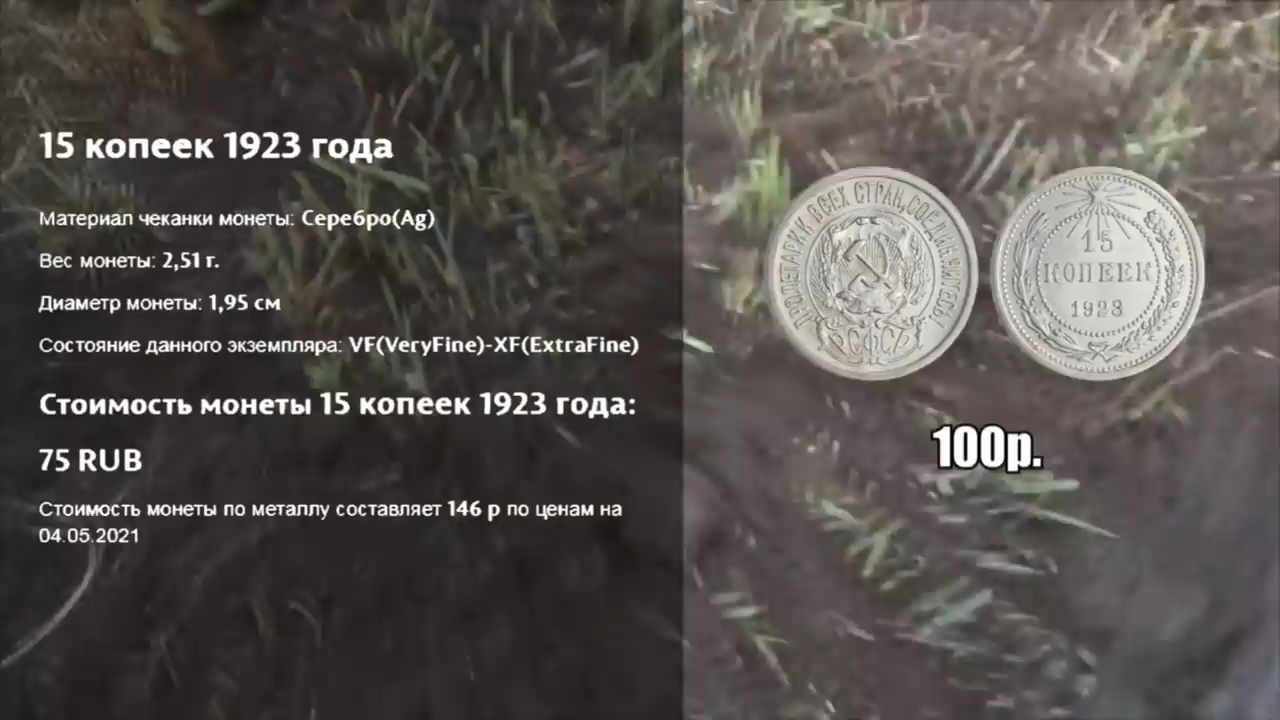 15 копеек 1923 года
Материал чеканки монеты: Серебро(Ag)
Вес монеты: 2,51 г.
Диаметр монеты: 1,95 см
Состояние данного экземпляра: VF(VeryFine)-XF(ExtraFine)
Стоимость монеты 15 копеек 1923 года:
75 RUB
Стоимость монеты по металлу составляет 146 р по ценам на
04.05.2021
ПРОЛЕТАРИИ ВСЕХ СТРАН, СОЕДИНЯЙТЕСЬ!
РСФСР
15
КОПЕЕК
1923
100р.